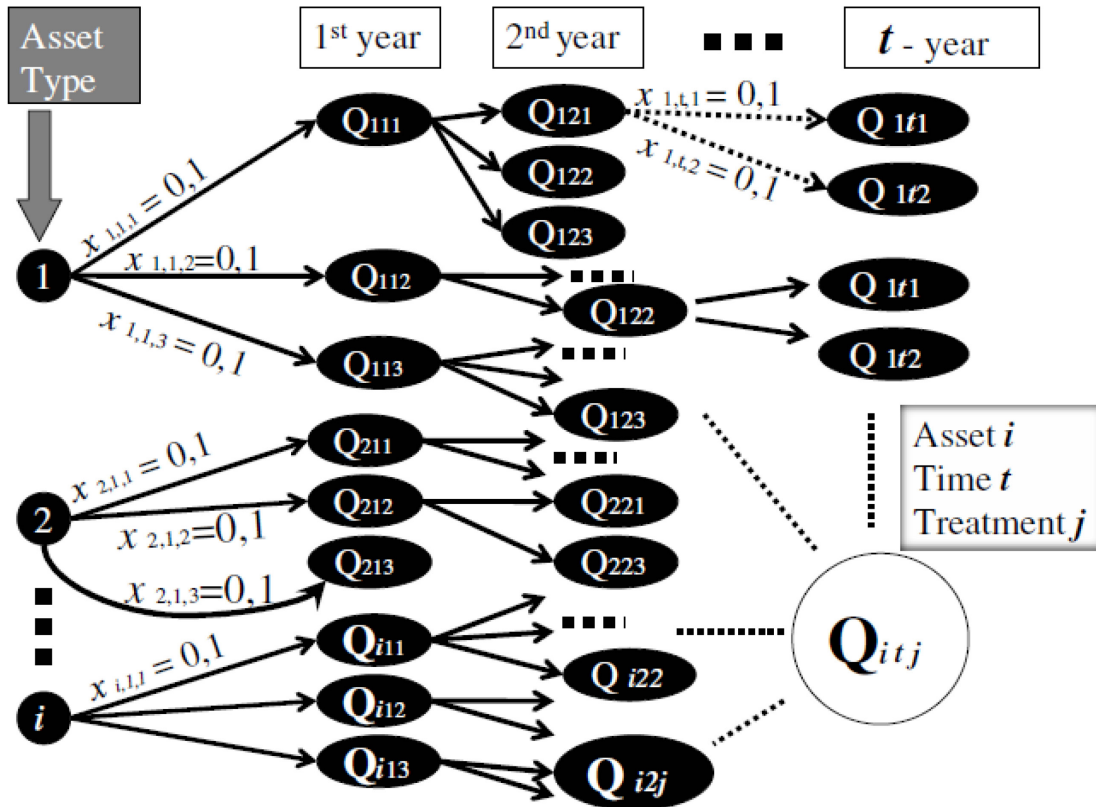 Asset
Type
1st year
2nd year
t - year
x 1,1,1 = 0,1
Q111
Q121
x 1,t,1 = 0,1
Q 1t1
x 1,t,2 = 0,1
Q122
Q 1t2
Q123
1
x 1,1,2=0,1
Q112
Q122
Q 1t1
Q 1t2
x 1,1,3 = 0,1
Q113
Q123
Asset i
Time t
Treatment j
x 2,1,1 = 0,1
Q211
2
x 2,1,2=0,1
Q212
Q221
x 2,1,3=0,1
Q213
Q223
x i,1,1 = 0,1
Qi11
Q i22
Qitj
i
Qi12
Qi13
Q i2j